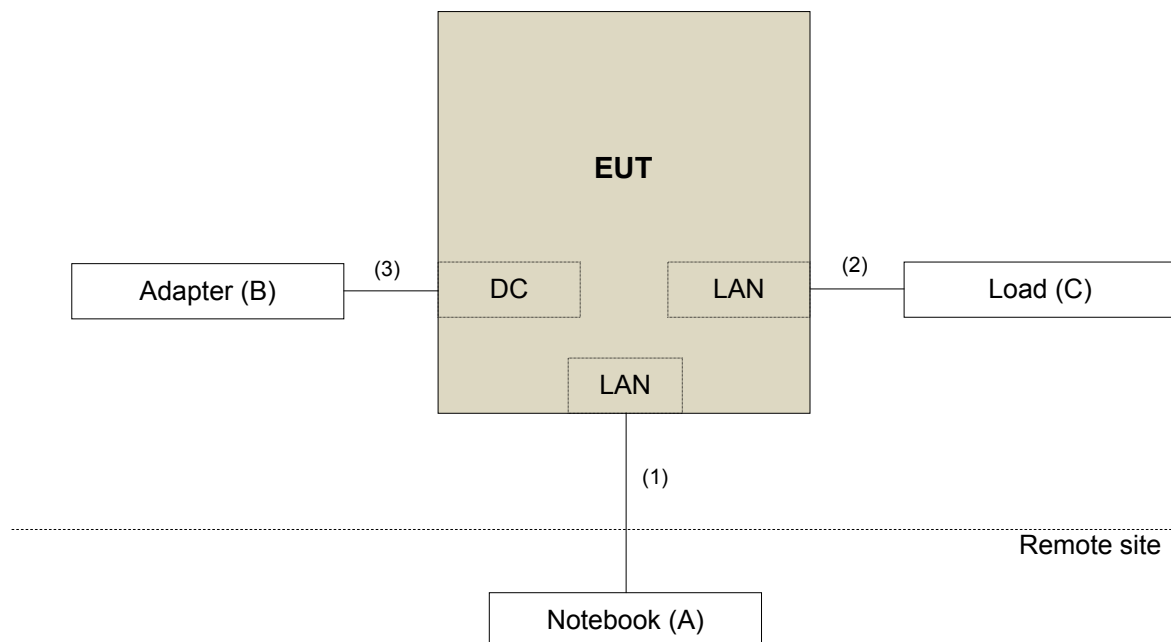 EUT
(3)
(2)
Adapter (B)
DC
LAN
Load (C)
LAN
(1)
Remote site
Notebook (A)